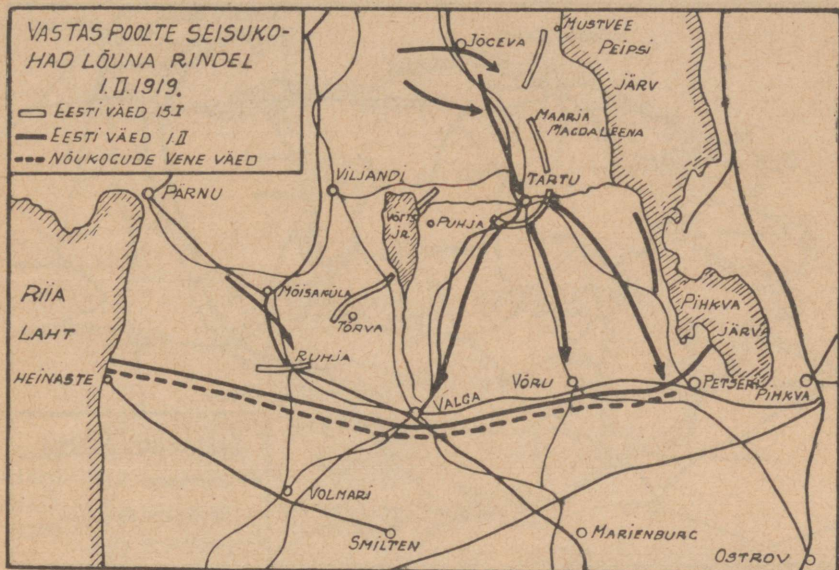 VASTAS POOLTE SEISUKO-
HAD LÕUNA RINDEL
1.II.1919.
EESTI VÄED 15.I
EESTI VÄED 1.II
NÕUKOGUDE VENE VÄED
MUSTVEE
JÕGEVA
PEIPSI
JÄRV
MAARJA
MAGDALEENA
VILJANDI
TARTU
PÄRNU
VÕRTS
JR.
PUHJA
RIIA
LAHT
MÕISAKÜLA
TÕRVA
PIHKVA
JÄRV
RUHJA
HEINASTE
VALGA
VÕRU
PETSERI
PIHKVA
VOLMARI
SMILTEN
MARIENBURG
OSTROV